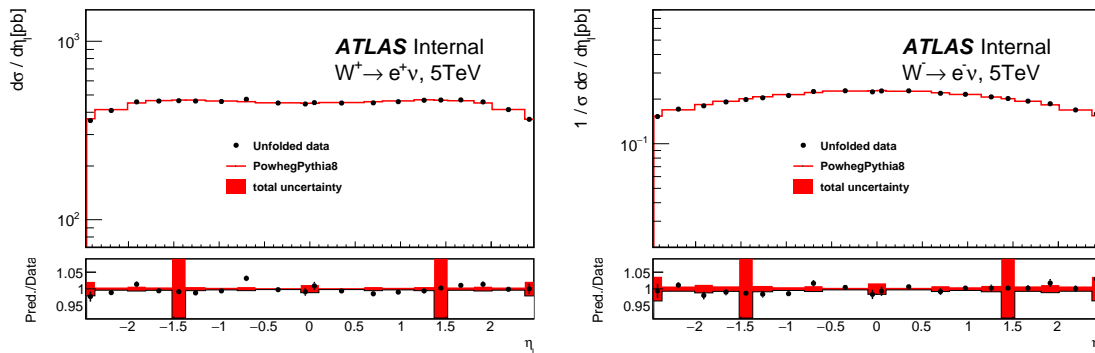 dσ / dη_l[pb]
10³
10²
ATLAS Internal
W⁺→ e⁺ν, 5TeV
Unfolded data
PowhegPythia8
total uncertainty
Pred./Data
1.05
1
0.95
−2 −1.5 −1 −0.5 0 0.5 1 1.5 2
η_l
1 / σ dσ / dη_l[pb]
10⁻¹
ATLAS Internal
W⁻→ e⁻ν, 5TeV
Unfolded data
PowhegPythia8
total uncertainty
Pred./Data
1.05
1
0.95
−2 −1.5 −1 −0.5 0 0.5 1 1.5 2
η